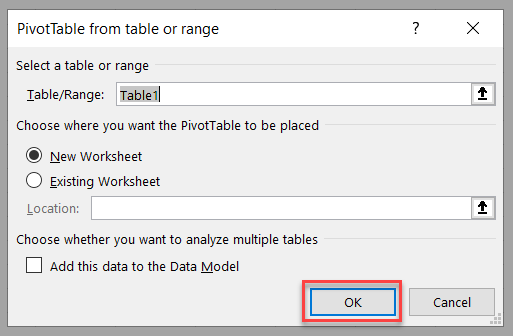 PivotTable from table or range
?
Select a table or range
Table/Range: Table1
Choose where you want the PivotTable to be placed
New Worksheet
Existing Worksheet
Location:
Choose whether you want to analyze multiple tables
Add this data to the Data Model
OK Cancel